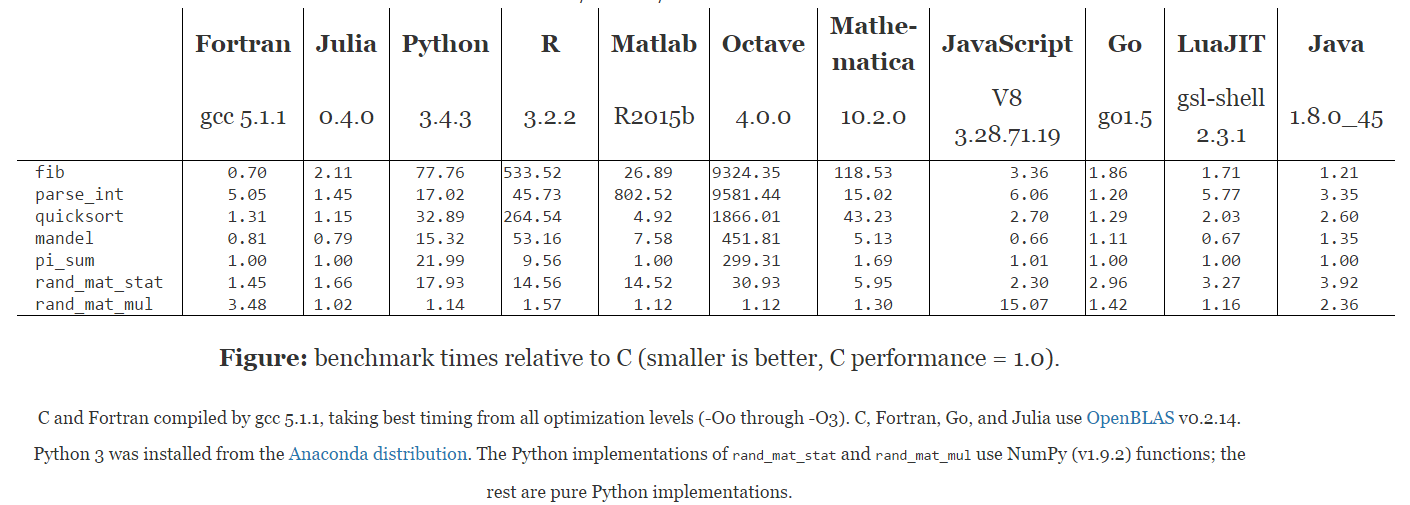 Fortran Julia Python R Matlab Octave Mathe-matica JavaScript Go LuaJIT Java
gcc 5.1.1 0.4.0 3.4.3 3.2.2 R2015b 4.0.0 10.2.0 V8 3.28.71.19 go1.5 gsl-shell 2.3.1 1.8.0_45
fib 0.70 2.11 77.76 533.52 26.89 9324.35 118.53 3.36 1.86 1.71 1.21
parse_int 5.05 1.45 17.02 45.73 802.52 9581.44 15.02 6.06 1.20 5.77 3.35
quicksort 1.31 1.15 32.89 264.54 4.92 1866.01 43.23 2.70 1.29 2.03 2.60
mandel 0.81 0.79 15.32 53.16 7.58 451.81 5.13 0.66 1.11 0.67 1.35
pi_sum 1.00 1.00 21.99 9.56 1.00 299.31 1.69 1.01 1.00 1.00 1.00
rand_mat_stat 1.45 1.66 17.93 14.56 14.52 30.93 5.95 2.30 2.96 3.27 3.92
rand_mat_mul 3.48 1.02 1.14 1.57 1.12 1.12 1.30 15.07 1.42 1.16 2.36
Figure: benchmark times relative to C (smaller is better, C performance = 1.0).
C and Fortran compiled by gcc 5.1.1, taking best timing from all optimization levels (-O0 through -O3). C, Fortran, Go, and Julia use OpenBLAS v0.2.14.
Python 3 was installed from the Anaconda distribution. The Python implementations of rand_mat_stat and rand_mat_mul use NumPy (v1.9.2) functions; the
rest are pure Python implementations.